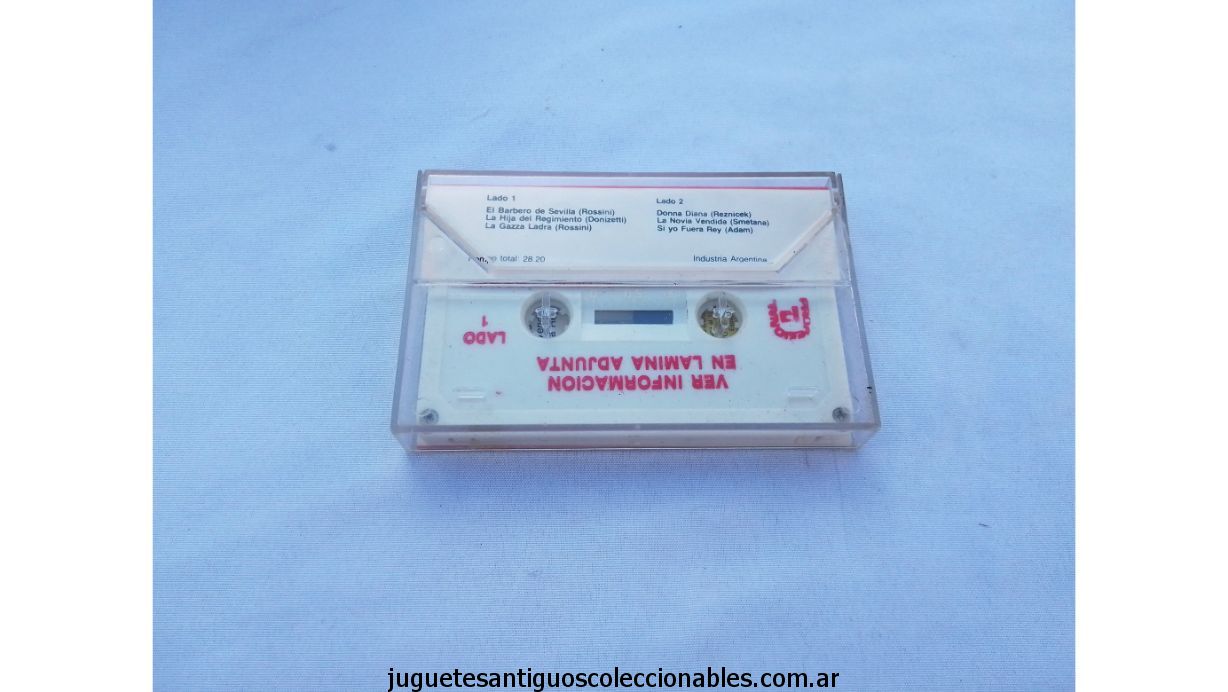 Lado 1
El Barbero de Sevilla (Rossini)
La Hija del Regimiento (Donizetti)
La Gazza Ladra (Rossini)
Lado 2
Donna Diana (Reznicek)
La Novia Vendida (Smetana)
Si yo Fuera Rey (Adam)
total: 28.20
Industria Argentina
LADO
1
VER INFORMACION
EN LAMINA ADJUNTA
juguetesantiguoscoleccionables.com.ar